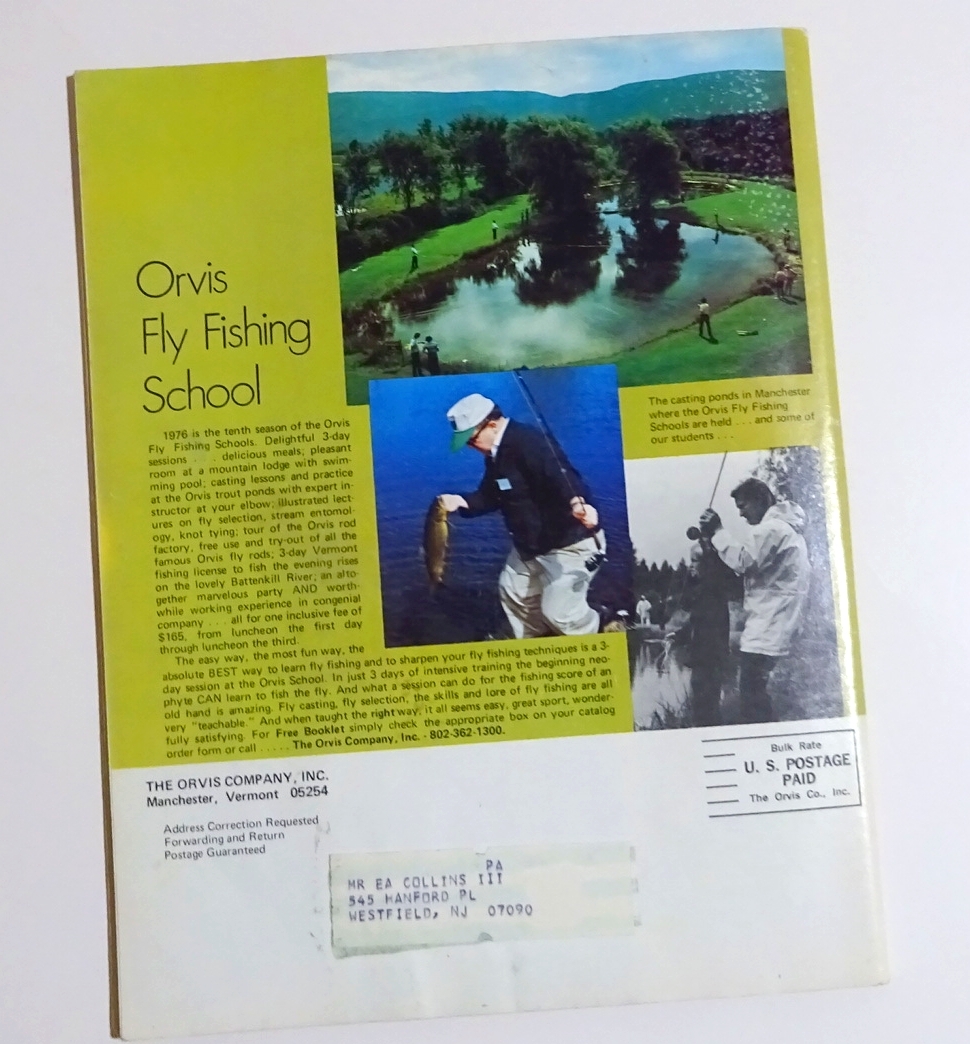 Orvis
Fly Fishing
School
1976 is the tenth season of the Orvis
Fly Fishing Schools. Delightful 3-day
sessions . . . delicious meals; pleasant
room at a mountain lodge with swim-
ming pool; casting lessons and practice
at the Orvis trout ponds with expert in-
structor at your elbow; illustrated lect-
ures on fly selection, stream entomol-
ogy, knot tying; tour of the Orvis rod
factory, free use and try-out of all the
famous Orvis fly rods; 3-day Vermont
fishing license to fish the evening rises
on the lovely Battenkill River; an alto-
gether marvelous party AND worth-
while working experience in congenial
company . . . all for one inclusive fee of
$165, from luncheon the first day
through luncheon the third.
The easy way, the most fun way, the
absolute BEST way to learn fly fishing and to sharpen your fly fishing techniques is a 3-
day session at the Orvis School. In just 3 days of intensive training the beginning neo-
phyte CAN learn to fish the fly. And what a session can do for the fishing score of an
old hand is amazing. Fly casting, fly selection, the skills and lore of fly fishing are all
very "teachable." And when taught the right way, it all seems easy, great sport, wonder-
fully satisfying. For Free Booklet simply check the appropriate box on your catalog
order form or call . . . . . The Orvis Company, Inc. - 802-362-1300.
The casting ponds in Manchester
where the Orvis Fly Fishing
Schools are held . . . and some of
our students . . .
THE ORVIS COMPANY, INC.
Manchester, Vermont 05254
Address Correction Requested
Forwarding and Return
Postage Guaranteed
Bulk Rate
U. S. POSTAGE
PAID
The Orvis Co., Inc.
PA
MR EA COLLINS III
545 HANFORD PL
WESTFIELD, NJ 07090